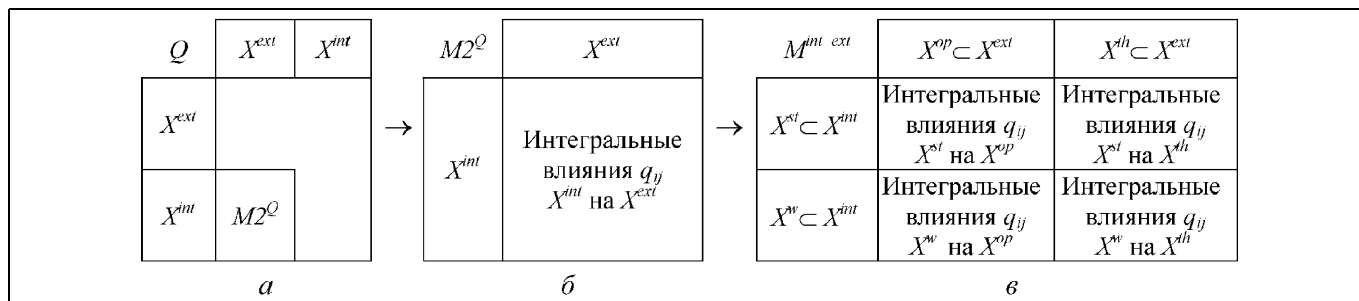 Q X^ext X^int
X^ext
X^int M2^Q
а
→
M2^Q X^ext
X^int
Интегральные
влияния q_ij
X^int на X^ext
б
→
M^int ext X^op ⊂ X^ext X^th ⊂ X^ext
X^st ⊂ X^int
Интегральные
влияния q_ij
X^st на X^op
Интегральные
влияния q_ij
X^st на X^th
X^w ⊂ X^int
Интегральные
влияния q_ij
X^w на X^op
Интегральные
влияния q_ij
X^w на X^th
в